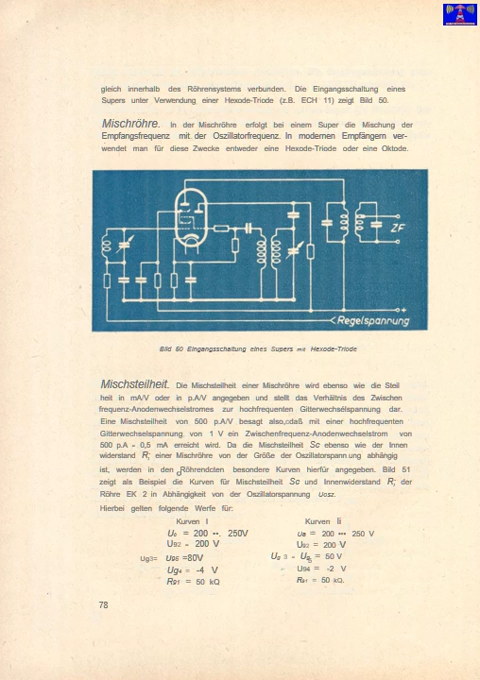 gleich innerhalb des Röhrensystems verbunden. Die Eingangsschaltung eines
Supers unter Verwendung einer Hexode-Triode (z.B. ECH 11) zeigt Bild 50.
Mischröhre. In der Mischröhre erfolgt bei einem Super die Mischung der
Empfangsfrequenz mit der Oszillatorfrequenz. In modernen Empfängern ver-
wendet man für diese Zwecke entweder eine Hexode-Triode oder eine Oktode.
ZF
+
<Regelspannung
Bild 50 Eingangsschaltung eines Supers mit Hexode-Triode
Mischsteilheit. Die Mischsteilheit einer Mischröhre wird ebenso wie die Steil
heit in mA/V oder in p.A/V angegeben und stellt das Verhältnis des Zwischen
frequenz-Anodenwechselstromes zur hochfrequenten Gitterwechselspannung dar.
Eine Mischsteilheit von 500 p.A/V besagt also,odaß mit einer hochfrequenten
Gitterwechselspannung von 1 V ein Zwischenfrequenz-Anodenwechselstrom von
500 p.A - 0,5 mA erreicht wird. Da die Mischsteilheit Sc ebenso wie der Innen
widerstand R; einer Mischröhre von der Größe der Oszillatorspann.ung abhängig
ist, werden in den Röhrendcten besondere Kurven hierfür angegeben. Bild 51
zeigt als Beispiel die Kurven für Mischsteilheit Sc und Innenwiderstand R; der
Röhre EK 2 in Abhängigkeit von der Oszillatorspannung Uosz.
Hierbei gelten folgende Werfe für:
Kurven I Kurven Ii
Ua = 200 ••. 250V Ua = 200 ••• 250 V
Ug2 - 200 V Ug2 = 200 V
Ug3= Ug5 =80V Ug 3 - Ug5 = 50 V
Ug4 = -4 V Ug4 = -2 V
Rg1 = 50 kΩ Rg1 = 50 kΩ.
78